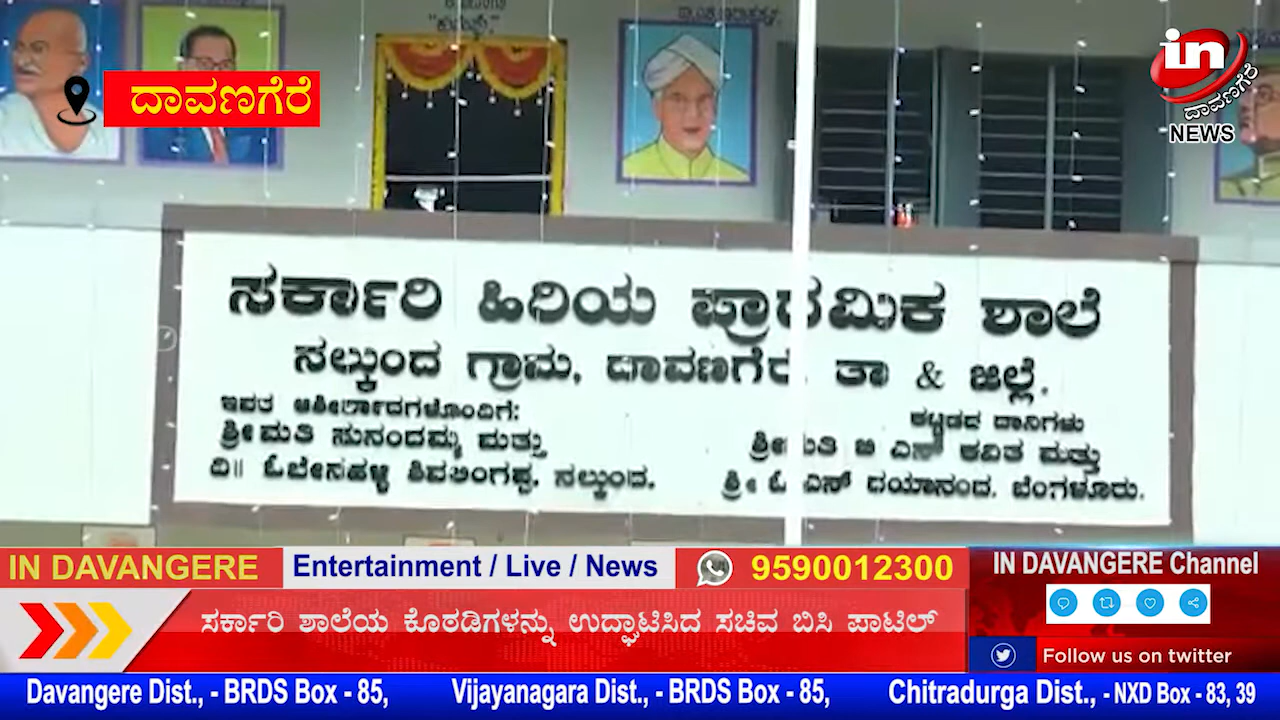 "ಕುವೆಂಪು"
in
ದಾವಣಗೆರೆ
NEWS
ದಾವಣಗೆರೆ
ಸರ್ಕಾರಿ ಹಿರಿಯ ಪ್ರಾಥಮಿಕ ಶಾಲೆ
ನಲ್ಕುಂದ ಗ್ರಾಮ, ದಾವಣಗೆರೆ ತಾ & ಜಿಲ್ಲೆ.
ಇವರ ಆಶೀರ್ವಾದಗಳೊಂದಿಗೆ:
ಶ್ರೀಮತಿ ಸುನಂದಮ್ಮ ಮತ್ತು
ದಿ|| ಓಬೇನಹಳ್ಳಿ ಶಿವಲಿಂಗಪ್ಪ, ನಲ್ಕುಂದ.
ಕಟ್ಟಡದ ದಾನಿಗಳು
ಶ್ರೀಮತಿ ಬಿ ಎಸ್ ಕವಿತ ಮತ್ತು
ಶ್ರೀ ಓ ಎಸ್ ದಯಾನಂದ. ಬೆಂಗಳೂರು.
IN DAVANGERE
Entertainment / Live / News
9590012300
IN DAVANGERE Channel
ಸರ್ಕಾರಿ ಶಾಲೆಯ ಕೊಠಡಿಗಳನ್ನು ಉದ್ಘಾಟಿಸಿದ ಸಚಿವ ಬಿಸಿ ಪಾಟಿಲ್
Follow us on twitter
Davangere Dist., - BRDS Box - 85, Vijayanagara Dist., - BRDS Box - 85, Chitradurga Dist., - NXD Box - 83, 39